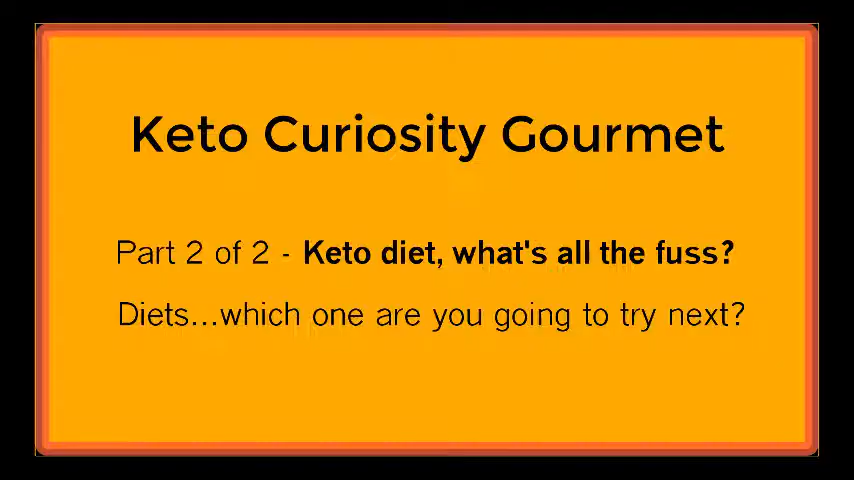 Keto Curiosity Gourmet
Part 2 of 2 - Keto diet, what's all the fuss?
Diets...which one are you going to try next?